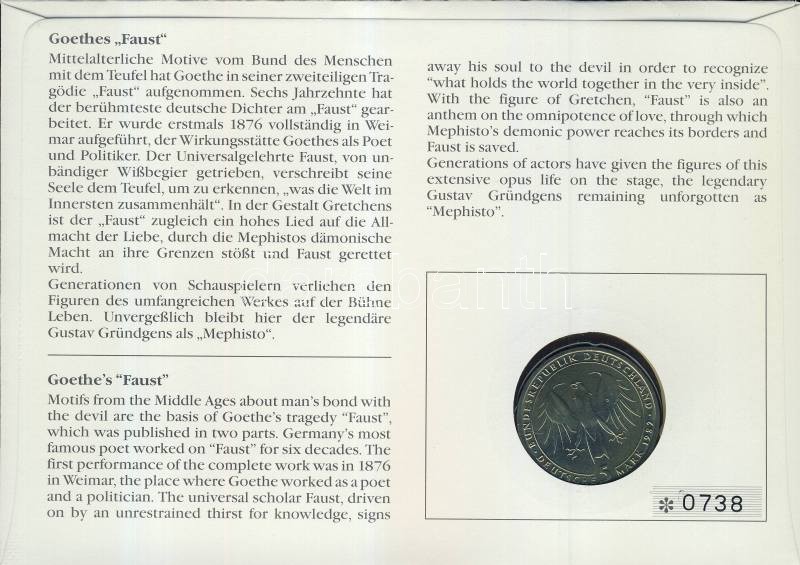 Goethes „Faust“
Mittelalterliche Motive vom Bund des Menschen
mit dem Teufel hat Goethe in seiner zweiteiligen Tra-
gödie „Faust“ aufgenommen. Sechs Jahrzehnte hat
der berühmteste deutsche Dichter am „Faust“ gear-
beitet. Er wurde erstmals 1876 vollständig in Wei-
mar aufgeführt, der Wirkungsstätte Goethes als Poet
und Politiker. Der Universalgelehrte Faust, von un-
bändiger Wißbegier getrieben, verschreibt seine
Seele dem Teufel, um zu erkennen, „was die Welt im
Innersten zusammenhält“. In der Gestalt Gretchens
ist der „Faust“ zugleich ein hohes Lied auf die All-
macht der Liebe, durch die Mephistos dämonische
Macht an ihre Grenzen stößt und Faust gerettet
wird.
Generationen von Schauspielern verliehen den
Figuren des umfangreichen Werkes auf der Bühne
Leben. Unvergeßlich bleibt hier der legendäre
Gustav Gründgens als „Mephisto“.
Goethe's “Faust”
Motifs from the Middle Ages about man's bond with
the devil are the basis of Goethe's tragedy “Faust”,
which was published in two parts. Germany's most
famous poet worked on “Faust” for six decades. The
first performance of the complete work was in 1876
in Weimar, the place where Goethe worked as a poet
and a politician. The universal scholar Faust, driven
on by an unrestrained thirst for knowledge, signs
away his soul to the devil in order to recognize
“what holds the world together in the very inside”.
With the figure of Gretchen, “Faust” is also an
anthem on the omnipotence of love, through which
Mephisto's demonic power reaches its borders and
Faust is saved.
Generations of actors have given the figures of this
extensive opus life on the stage, the legendary
Gustav Gründgens remaining unforgotten as
“Mephisto”.
BUNDESREPUBLIK DEUTSCHLAND
DEUTSCHE 5 MARK 1982
✻ 0738
darabanth